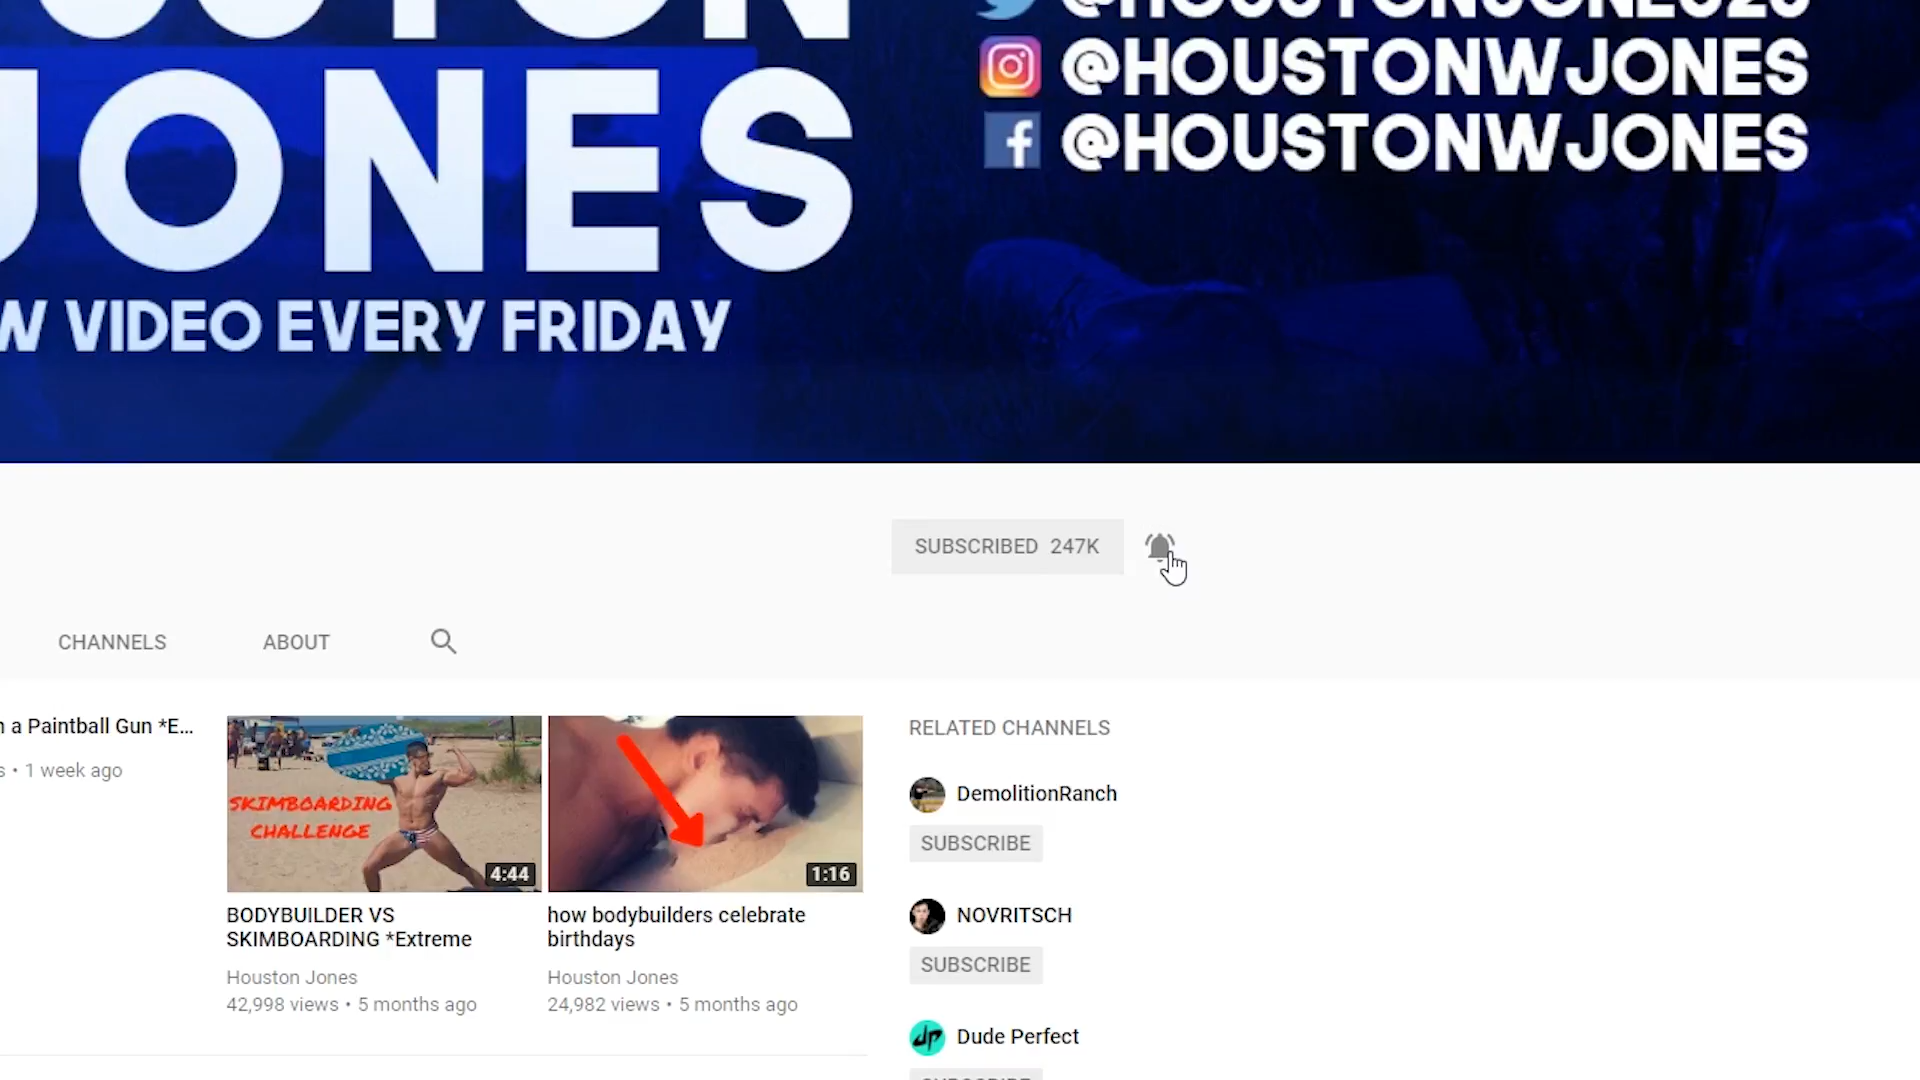 JONES
W VIDEO EVERY FRIDAY
@HOUSTONWJONES
@HOUSTONWJONES
SUBSCRIBED 247K
CHANNELS ABOUT
a Paintball Gun *E...
s • 1 week ago
SKIMBOARDING
CHALLENGE
4:44
BODYBUILDER VS
SKIMBOARDING *Extreme
Houston Jones
42,998 views • 5 months ago
1:16
how bodybuilders celebrate
birthdays
Houston Jones
24,982 views • 5 months ago
RELATED CHANNELS
DemolitionRanch
SUBSCRIBE
NOVRITSCH
SUBSCRIBE
dp
Dude Perfect